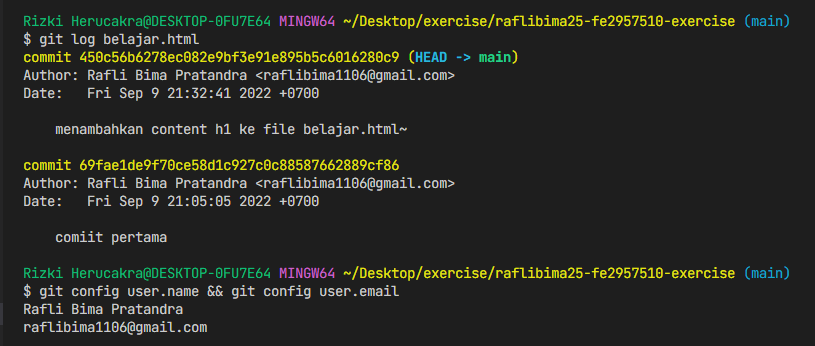 Rizki Herucakra@DESKTOP-0FU7E64 MINGW64 ~/Desktop/exercise/raflibima25-fe2957510-exercise (main)
$ git log belajar.html
commit 450c56b6278ec082e9bf3e91e895b5c6016280c9 (HEAD -> main)
Author: Rafli Bima Pratandra <raflibima1106@gmail.com>
Date:   Fri Sep 9 21:32:41 2022 +0700
    menambahkan content h1 ke file belajar.html~
commit 69fae1de9f70ce58d1c927c0c88587662889cf86
Author: Rafli Bima Pratandra <raflibima1106@gmail.com>
Date:   Fri Sep 9 21:05:05 2022 +0700
    comiit pertama
Rizki Herucakra@DESKTOP-0FU7E64 MINGW64 ~/Desktop/exercise/raflibima25-fe2957510-exercise (main)
$ git config user.name && git config user.email
Rafli Bima Pratandra
raflibima1106@gmail.com